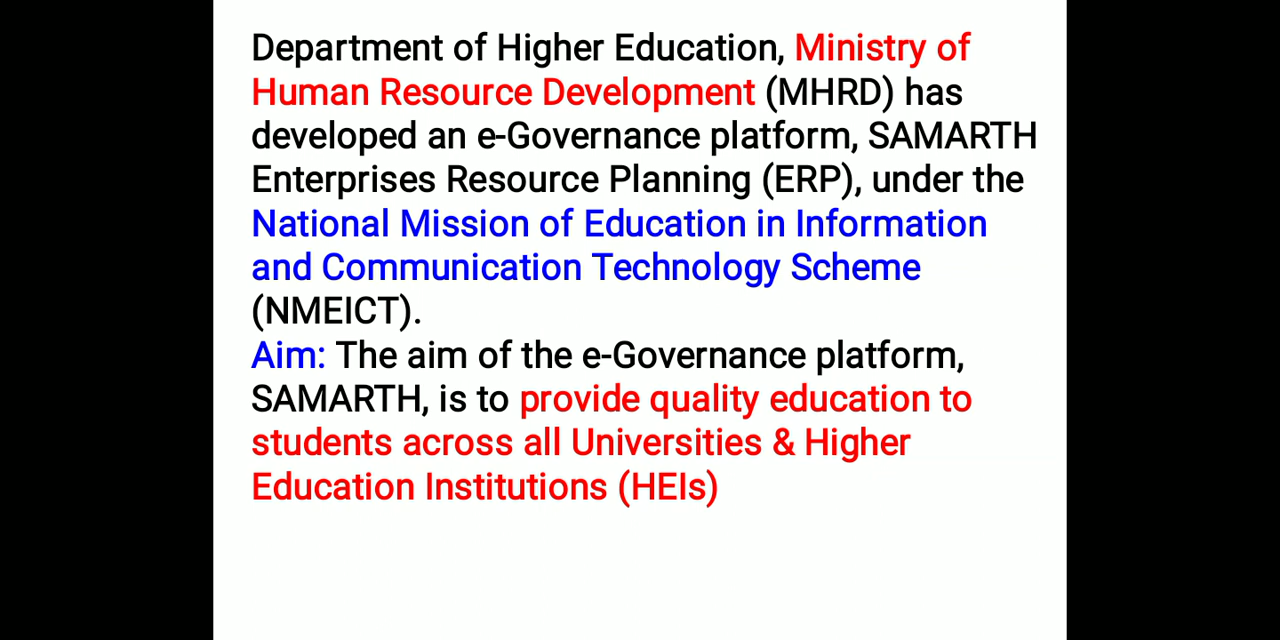 Department of Higher Education, Ministry of
Human Resource Development (MHRD) has
developed an e-Governance platform, SAMARTH
Enterprises Resource Planning (ERP), under the
National Mission of Education in Information
and Communication Technology Scheme
(NMEICT).
Aim: The aim of the e-Governance platform,
SAMARTH, is to provide quality education to
students across all Universities & Higher
Education Institutions (HEIs)